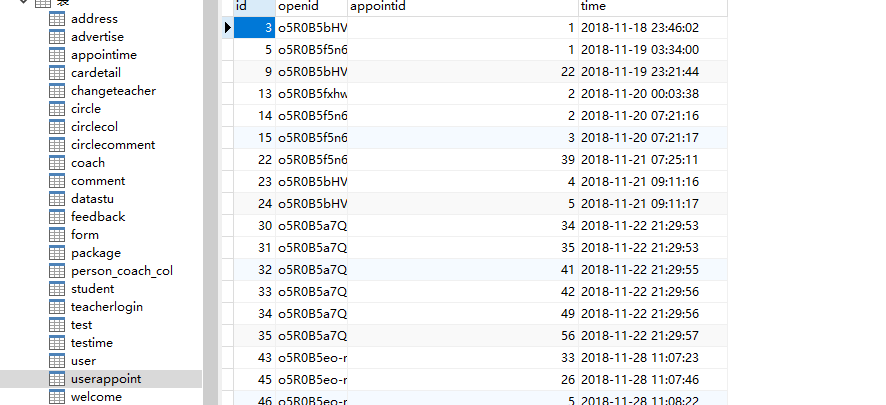 表
address
advertise
appointime
cardetail
changeteacher
circle
circlecol
circlecomment
coach
comment
datastu
feedback
form
package
person_coach_col
student
teacherlogin
test
testime
user
userappoint
welcome
id openid appointid time
3 o5R0B5bHV 1 2018-11-18 23:46:02
5 o5R0B5f5n6 1 2018-11-19 03:34:00
9 o5R0B5bHV 22 2018-11-19 23:21:44
13 o5R0B5fxhw 2 2018-11-20 00:03:38
14 o5R0B5f5n6 2 2018-11-20 07:21:16
15 o5R0B5f5n6 3 2018-11-20 07:21:17
22 o5R0B5f5n6 39 2018-11-21 07:25:11
23 o5R0B5bHV 4 2018-11-21 09:11:16
24 o5R0B5bHV 5 2018-11-21 09:11:17
30 o5R0B5a7Q 34 2018-11-22 21:29:53
31 o5R0B5a7Q 35 2018-11-22 21:29:53
32 o5R0B5a7Q 41 2018-11-22 21:29:55
33 o5R0B5a7Q 42 2018-11-22 21:29:56
34 o5R0B5a7Q 49 2018-11-22 21:29:56
35 o5R0B5a7Q 56 2018-11-22 21:29:57
43 o5R0B5eo-r 33 2018-11-28 11:07:23
45 o5R0B5eo-r 26 2018-11-28 11:07:46
46 o5R0B5eo-r 5 2018-11-28 11:08:22